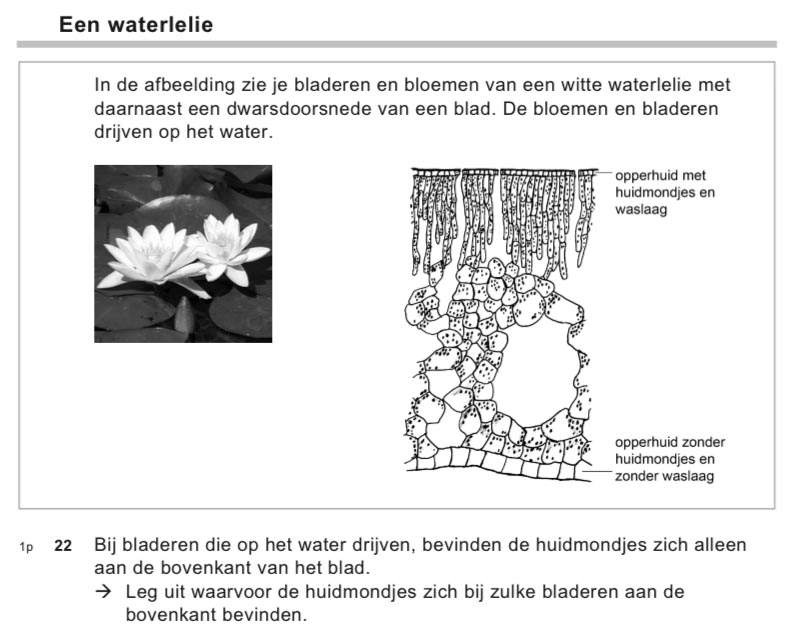 Een waterlelie
In de afbeelding zie je bladeren en bloemen van een witte waterlelie met
daarnaast een dwarsdoorsnede van een blad. De bloemen en bladeren
drijven op het water.
opperhuid met
huidmondjes en
waslaag
opperhuid zonder
huidmondjes en
zonder waslaag
1p 22 Bij bladeren die op het water drijven, bevinden de huidmondjes zich alleen
aan de bovenkant van het blad.
→ Leg uit waarvoor de huidmondjes zich bij zulke bladeren aan de
bovenkant bevinden.